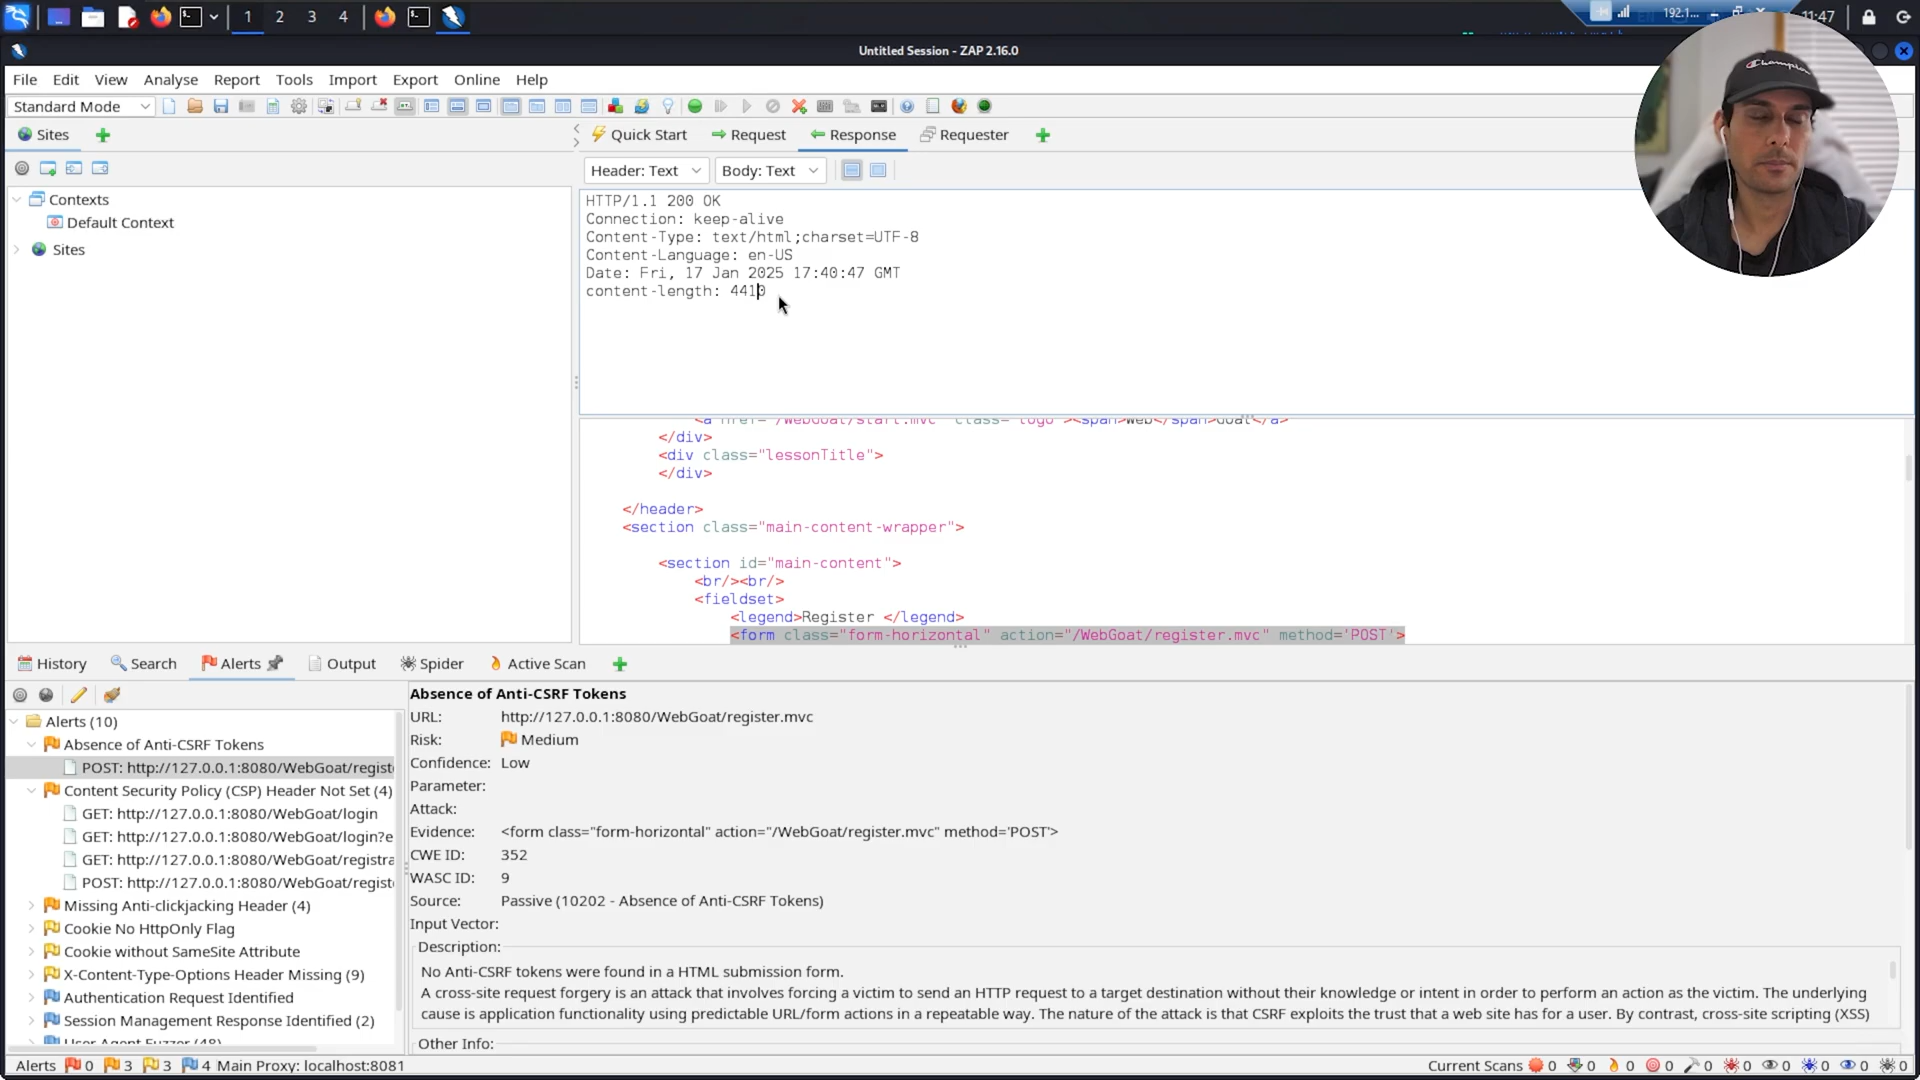 1 2 3 4
192.1...
11:47
Untitled Session - ZAP 2.16.0
File Edit View Analyse Report Tools Import Export Online Help
Standard Mode
Sites
Quick Start Request Response Requester
Header: Text Body: Text
Contexts
Default Context
Sites
HTTP/1.1 200 OK
Connection: keep-alive
Content-Type: text/html;charset=UTF-8
Content-Language: en-US
Date: Fri, 17 Jan 2025 17:40:47 GMT
content-length: 4410
<a href="/WebGoat/start.mvc" class="logo"><span>Web</span>Goat</a>
</div>
<div class="lessonTitle">
</div>
</header>
<section class="main-content-wrapper">
<section id="main-content">
<br/><br/>
<fieldset>
<legend>Register </legend>
<form class="form-horizontal" action="/WebGoat/register.mvc" method='POST'>
History Search Alerts Output Spider Active Scan
Alerts (10)
Absence of Anti-CSRF Tokens
POST: http://127.0.0.1:8080/WebGoat/regist
Content Security Policy (CSP) Header Not Set (4)
GET: http://127.0.0.1:8080/WebGoat/login
GET: http://127.0.0.1:8080/WebGoat/login?e
GET: http://127.0.0.1:8080/WebGoat/registra
POST: http://127.0.0.1:8080/WebGoat/regist
Missing Anti-clickjacking Header (4)
Cookie No HttpOnly Flag
Cookie without SameSite Attribute
X-Content-Type-Options Header Missing (9)
Authentication Request Identified
Session Management Response Identified (2)
User Agent Fuzzer (48)
Absence of Anti-CSRF Tokens
URL: http://127.0.0.1:8080/WebGoat/register.mvc
Risk: Medium
Confidence: Low
Parameter:
Attack:
Evidence: <form class="form-horizontal" action="/WebGoat/register.mvc" method='POST'>
CWE ID: 352
WASC ID: 9
Source: Passive (10202 - Absence of Anti-CSRF Tokens)
Input Vector:
Description:
No Anti-CSRF tokens were found in a HTML submission form.
A cross-site request forgery is an attack that involves forcing a victim to send an HTTP request to a target destination without their knowledge or intent in order to perform an action as the victim. The underlying
cause is application functionality using predictable URL/form actions in a repeatable way. The nature of the attack is that CSRF exploits the trust that a web site has for a user. By contrast, cross-site scripting (XSS)
Other Info:
Alerts 0 3 3 4 Main Proxy: localhost:8081
Current Scans 0 0 0 0 0 0 0 0 0 0
Champion